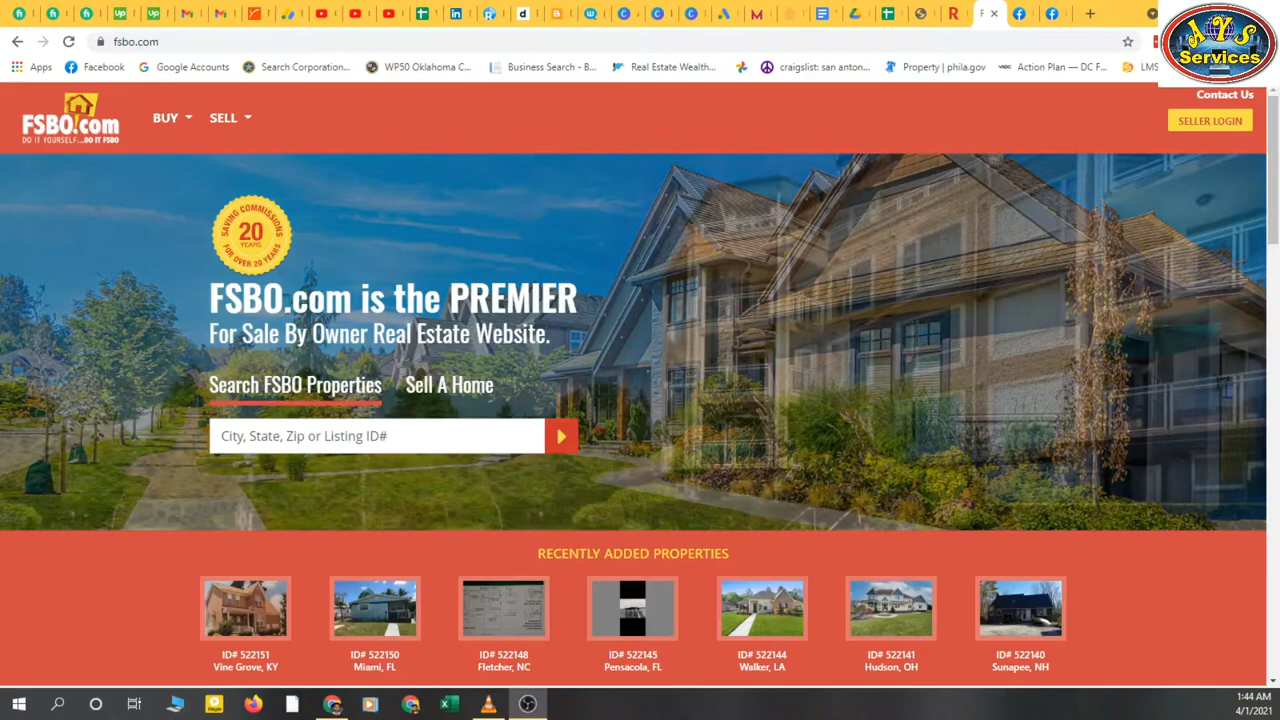 fsbo.com
Apps
Facebook
Google Accounts
Search Corporation...
WP50 Oklahoma C...
Business Search - B...
Real Estate Wealth...
craigslist: san anton...
Property | phila.gov
Action Plan — DC F...
LMS
AYS
Services
FSBO.com
DO IT YOURSELF....DO IT FSBO
BUY
SELL
Contact Us
SELLER LOGIN
SAVING COMMISSIONS
20
YEARS
FOR OVER 20 YEARS
FSBO.com is the PREMIER
For Sale By Owner Real Estate Website.
Search FSBO Properties
Sell A Home
City, State, Zip or Listing ID#
RECENTLY ADDED PROPERTIES
ID# 522151
Vine Grove, KY
ID# 522150
Miami, FL
ID# 522148
Fletcher, NC
ID# 522145
Pensacola, FL
ID# 522144
Walker, LA
ID# 522141
Hudson, OH
ID# 522140
Sunapee, NH
1:44 AM
4/1/2021